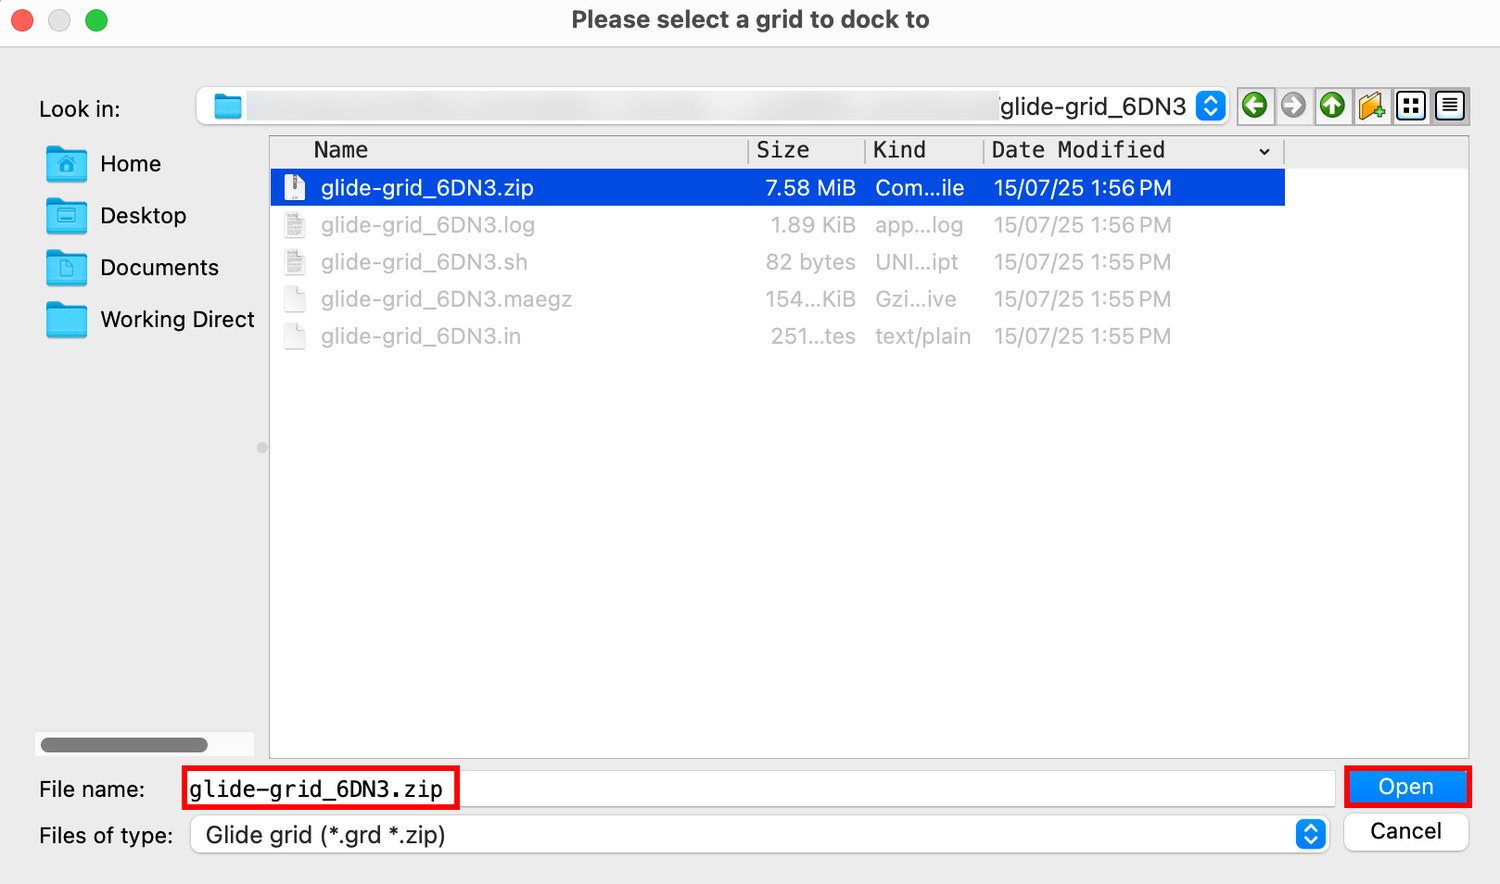 Please select a grid to dock to
Look in: /glide-grid_6DN3
Home
Desktop
Documents
Working Direct
Name Size Kind Date Modified
glide-grid_6DN3.zip 7.58 MiB Com...ile 15/07/25 1:56 PM
glide-grid_6DN3.log 1.89 KiB app...log 15/07/25 1:56 PM
glide-grid_6DN3.sh 82 bytes UNI...ipt 15/07/25 1:55 PM
glide-grid_6DN3.maegz 154...KiB Gzi...ive 15/07/25 1:55 PM
glide-grid_6DN3.in 251...tes text/plain 15/07/25 1:55 PM
File name: glide-grid_6DN3.zip Open
Files of type: Glide grid (*.grd *.zip) Cancel